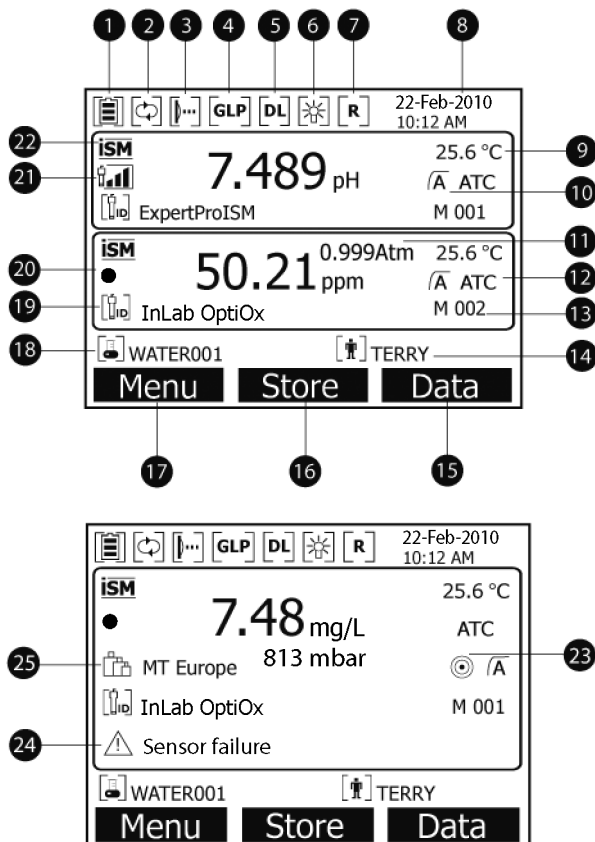 1 2 3 4 5 6 7 8
GLP DL R 22-Feb-2010
10:12 AM
22 iSM 7.489 pH 25.6 °C 9
21 A ATC 10
ID ExpertProISM M 001
iSM 0.999Atm 25.6 °C 11
20 50.21 ppm A ATC 12
19 ID InLab OptiOx M 002 13
18 WATER001 TERRY 14
Menu Store Data
17 16 15
GLP DL R 22-Feb-2010
10:12 AM
iSM 25.6 °C
7.48 mg/L ATC
25 MT Europe 813 mbar A 23
ID InLab OptiOx M 001
24 Sensor failure
WATER001 TERRY
Menu Store Data